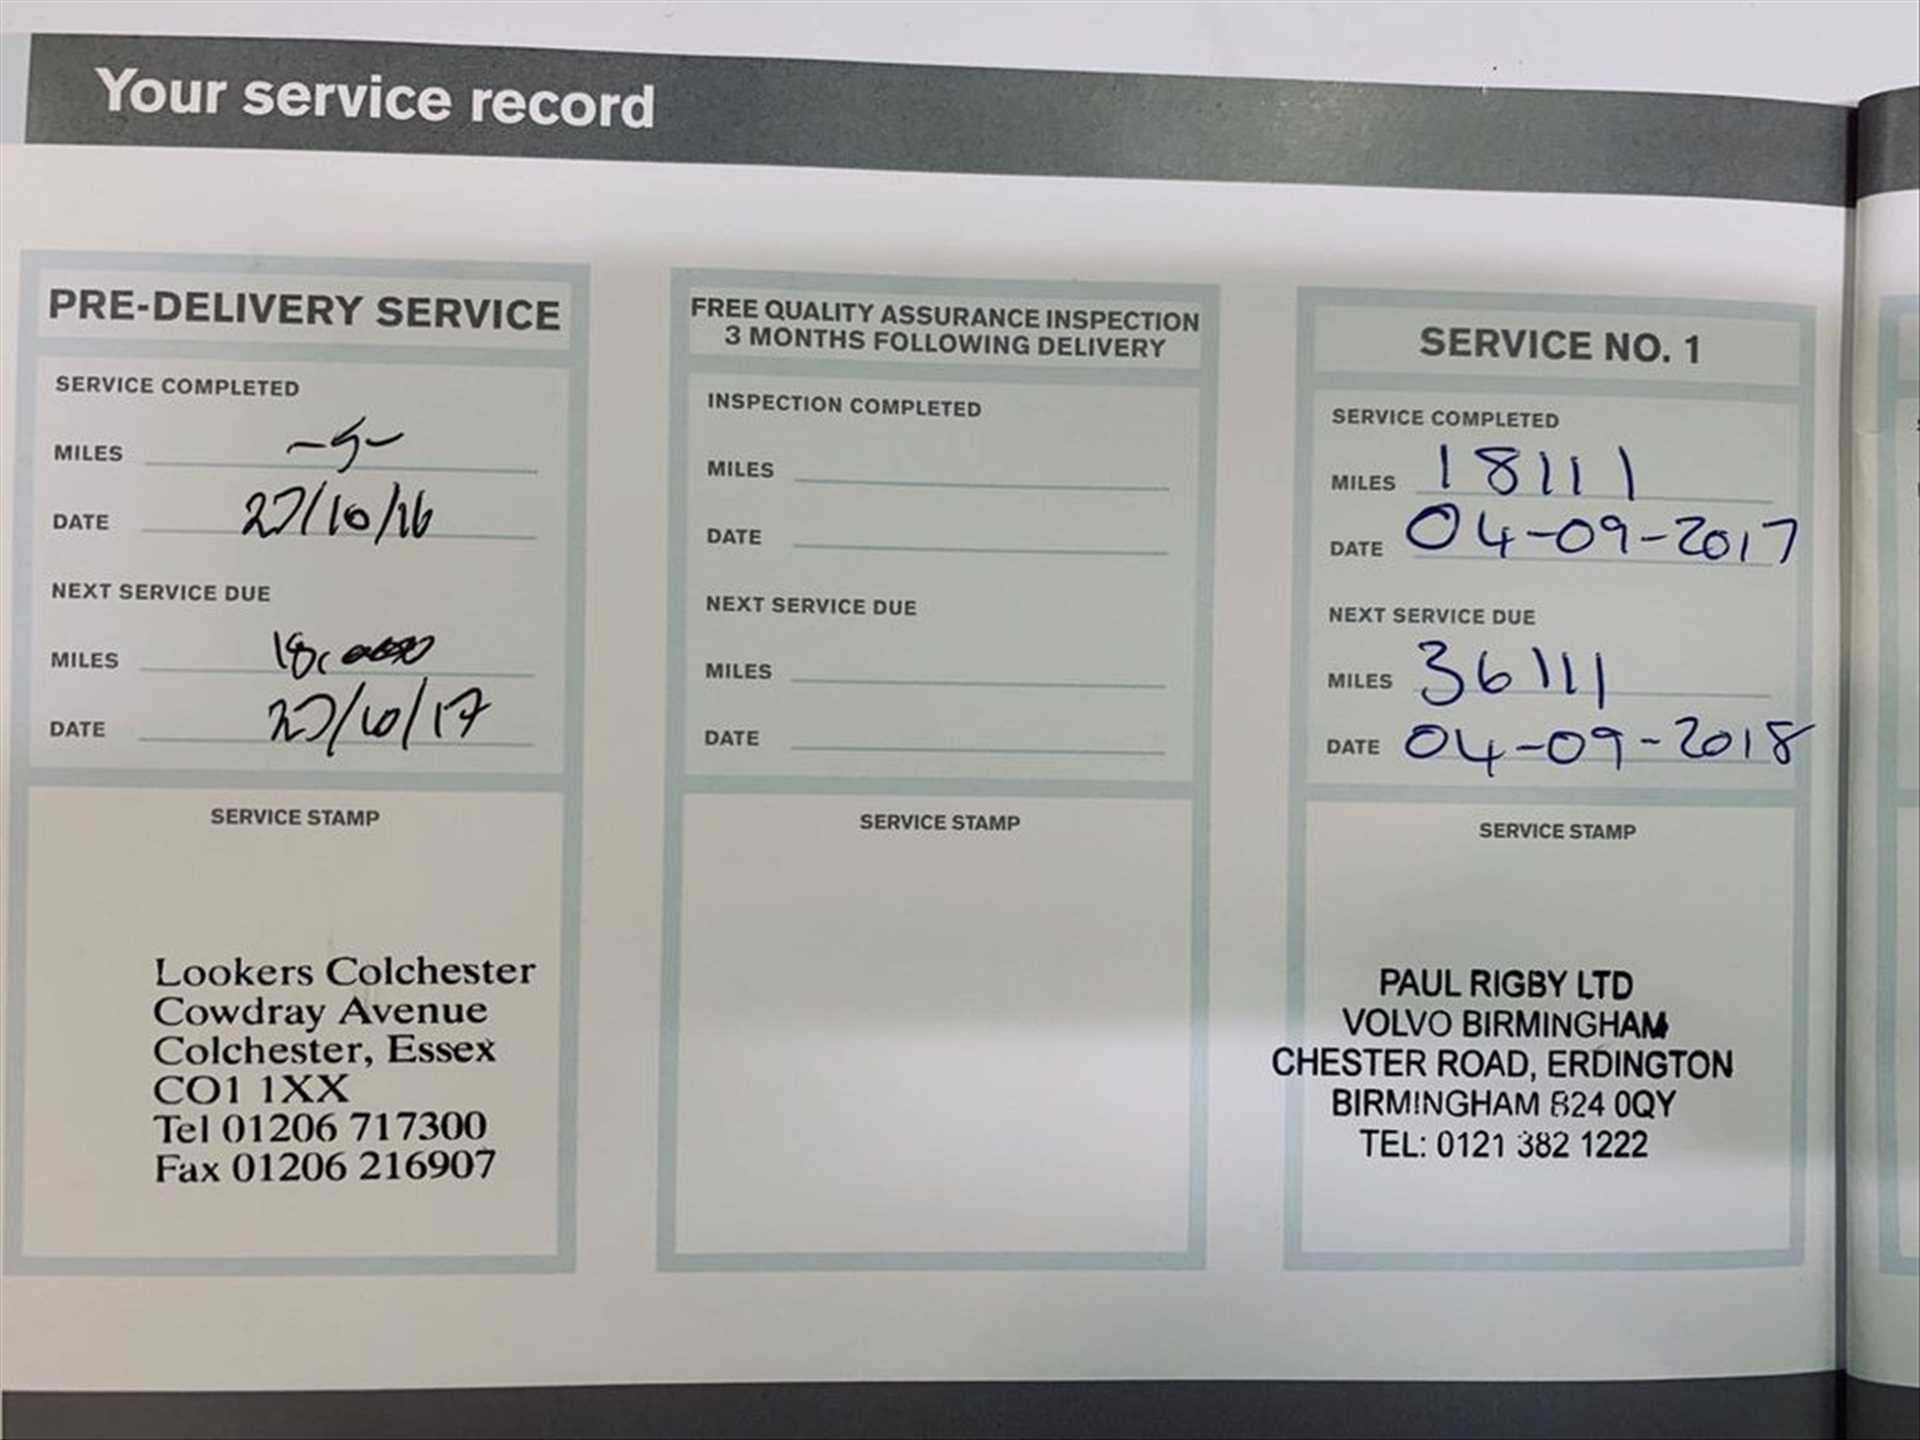 Your service record
PRE-DELIVERY SERVICE
SERVICE COMPLETED
MILES -5-
DATE 27/10/16
NEXT SERVICE DUE
MILES 18,000
DATE 27/10/17
SERVICE STAMP
Lookers Colchester
Cowdray Avenue
Colchester, Essex
CO1 1XX
Tel 01206 717300
Fax 01206 216907
FREE QUALITY ASSURANCE INSPECTION
3 MONTHS FOLLOWING DELIVERY
INSPECTION COMPLETED
MILES
DATE
NEXT SERVICE DUE
MILES
DATE
SERVICE STAMP
SERVICE NO. 1
SERVICE COMPLETED
MILES 18111
DATE 04-09-2017
NEXT SERVICE DUE
MILES 36111
DATE 04-09-2018
SERVICE STAMP
PAUL RIGBY LTD
VOLVO BIRMINGHAM
CHESTER ROAD, ERDINGTON
BIRMINGHAM B24 0QY
TEL: 0121 382 1222